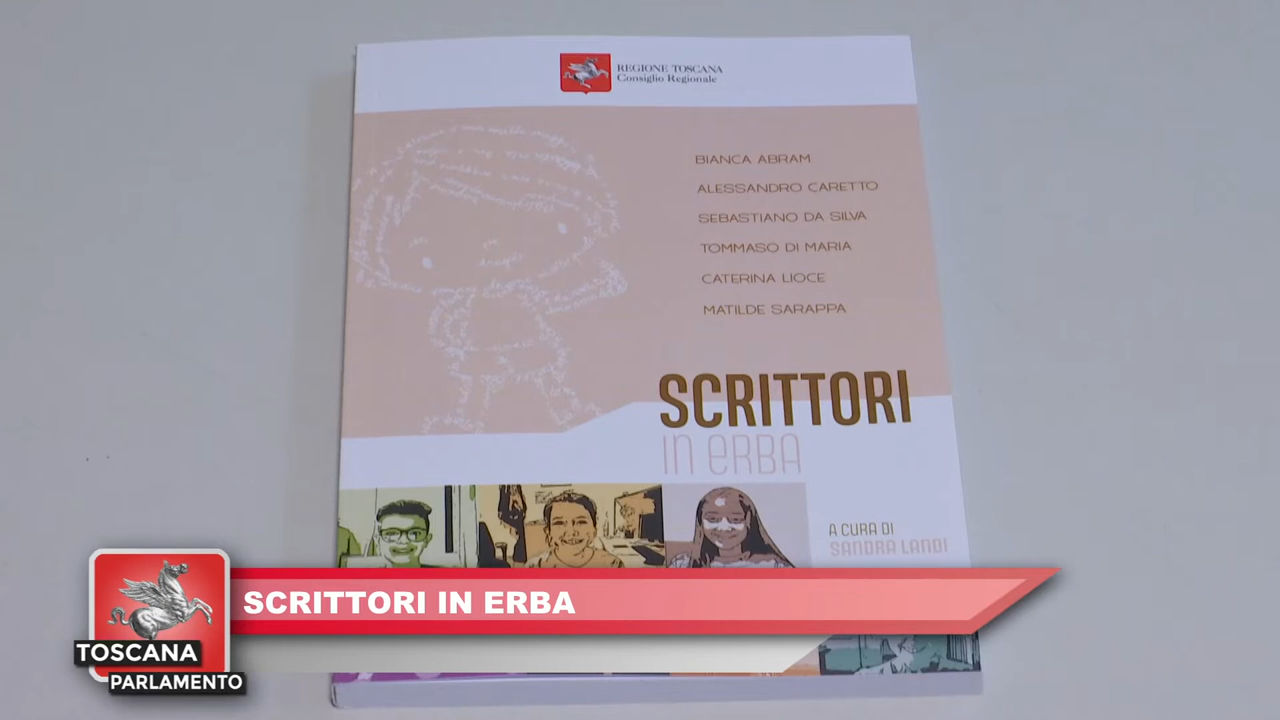 REGIONE TOSCANA
Consiglio Regionale
BIANCA ABRAM
ALESSANDRO CARETTO
SEBASTIANO DA SILVA
TOMMASO DI MARIA
CATERINA LIOCE
MATILDE SARAPPA
SCRITTORI
IN ERBA
A CURA DI
SANDRA LANDI
SCRITTORI IN ERBA
TOSCANA
PARLAMENTO